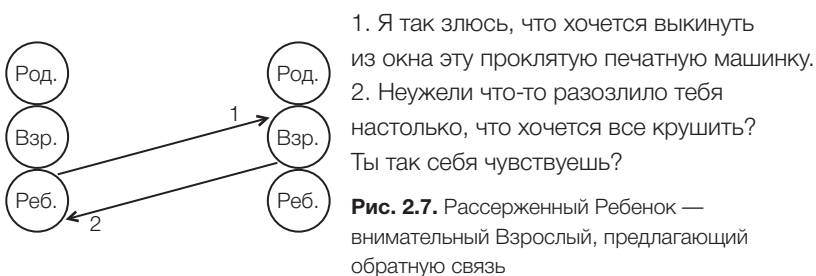 Род.
Взр.
Реб.
1
2
Род.
Взр.
Реб.
1. Я так злюсь, что хочется выкинуть
из окна эту проклятую печатную машинку.
2. Неужели что-то разозлило тебя
настолько, что хочется все крушить?
Ты так себя чувствуешь?
Рис. 2.7. Рассерженный Ребенок —
внимательный Взрослый, предлагающий
обратную связь